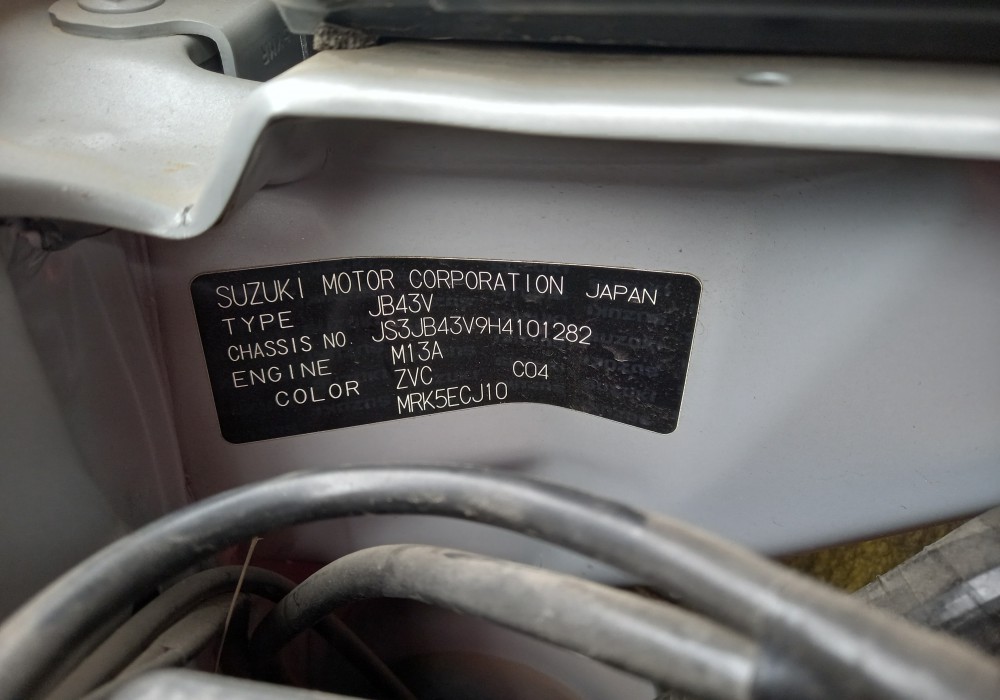 SUZUKI MOTOR CORPORATION JAPAN
TYPE JB43V
CHASSIS NO. JS3JB43V9H4101282
ENGINE M13A
COLOR ZVC C04
MRK5ECJ10